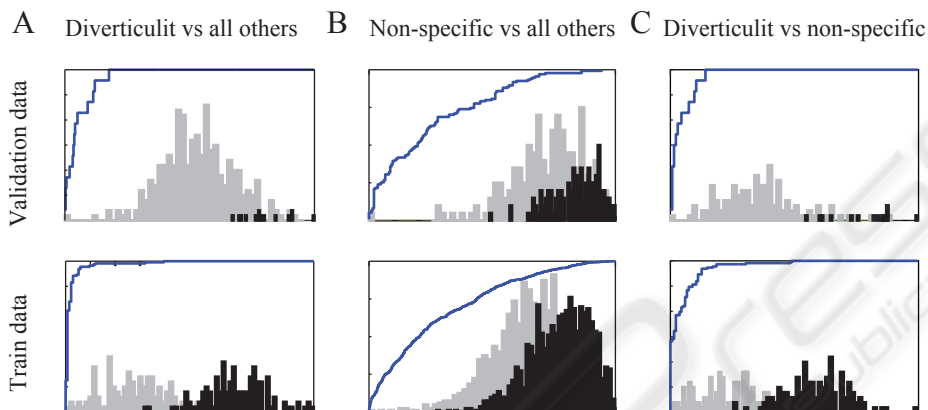 A Diverticulit vs all others B Non-specific vs all others C Diverticulit vs non-specific
Validation data
Train data